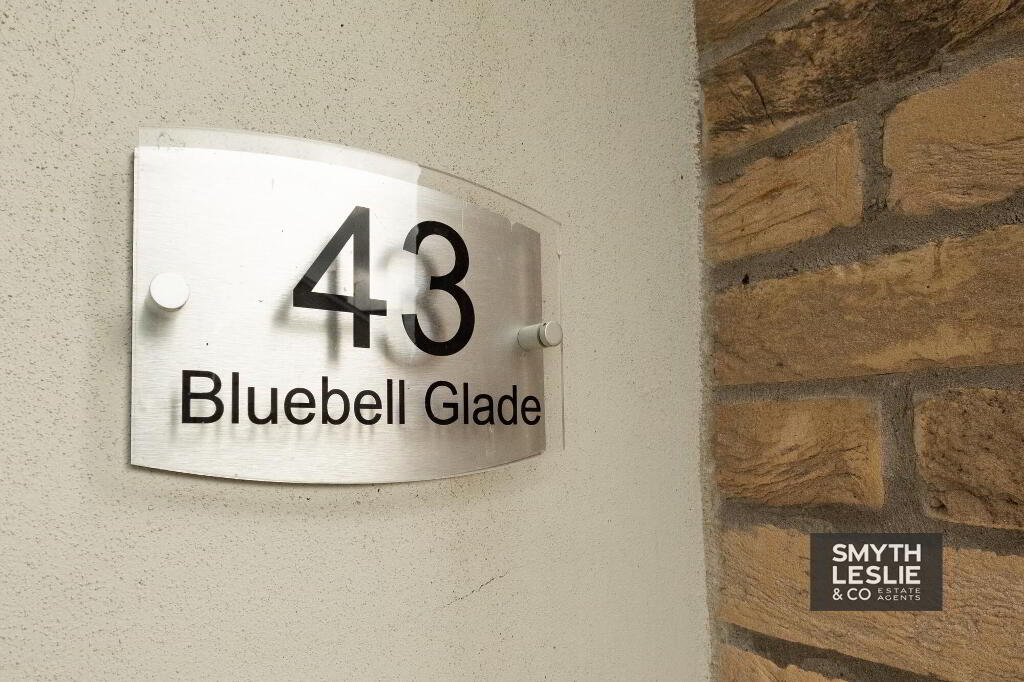 43
Bluebell Glade
SMYTH
LESLIE
& CO ESTATE AGENTS